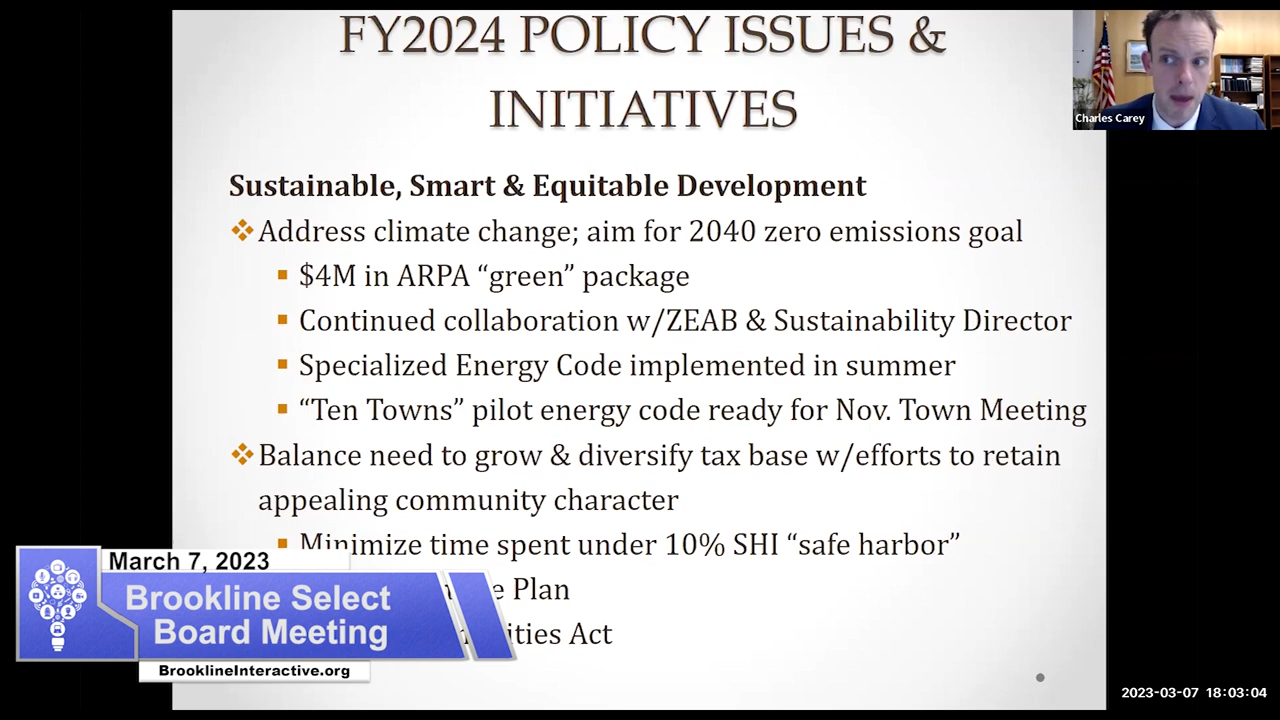 FY2024 POLICY ISSUES &
INITIATIVES
Charles Carey
Sustainable, Smart & Equitable Development
Address climate change; aim for 2040 zero emissions goal
$4M in ARPA “green” package
Continued collaboration w/ZEAB & Sustainability Director
Specialized Energy Code implemented in summer
“Ten Towns” pilot energy code ready for Nov. Town Meeting
Balance need to grow & diversify tax base w/efforts to retain
appealing community character
Minimize time spent under 10% SHI “safe harbor”
Plan
Act
March 7, 2023
Brookline Select
Board Meeting
BrooklineInteractive.org
2023-03-07 18:03:04